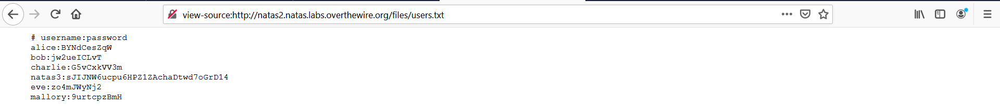 view-source:http://natas2.natas.labs.overthewire.org/files/users.txt
# username:password
alice:BYNdCesZqW
bob:jw2ueICLvT
charlie:G5vCxkVV3m
natas3:sJIJNW6ucpu6HPZ1ZAchaDtwd7oGrD14
eve:zo4mJWyNj2
mallory:9urtcpzBmH